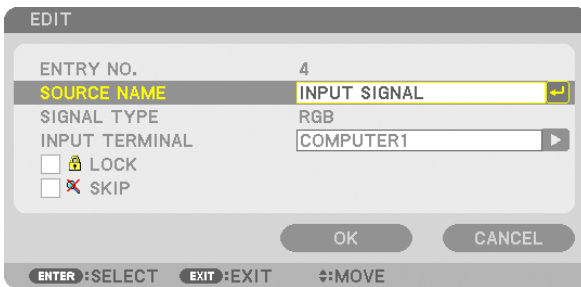 EDIT
ENTRY NO. 4
SOURCE NAME INPUT SIGNAL
SIGNAL TYPE RGB
INPUT TERMINAL COMPUTER1
LOCK
SKIP
OK CANCEL
ENTER:SELECT EXIT:EXIT :MOVE